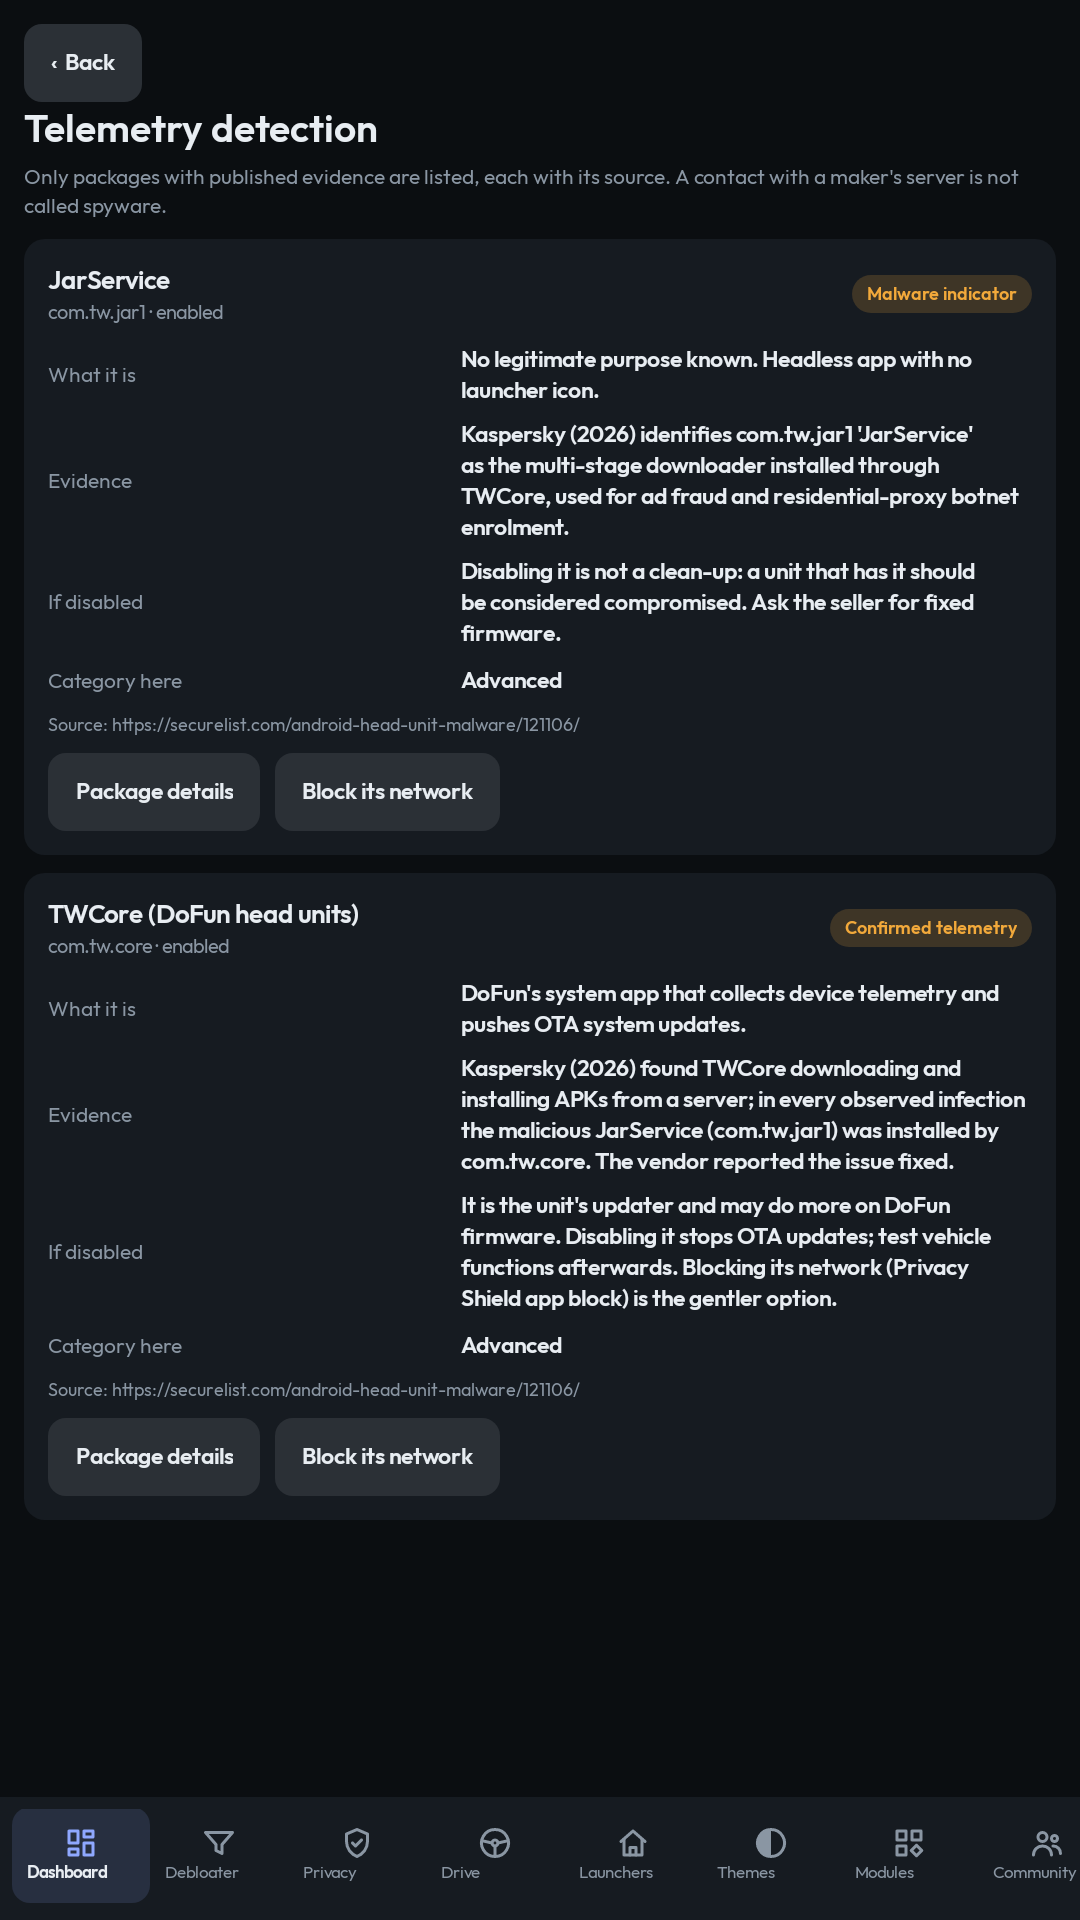 ‹ Back
Telemetry detection
Only packages with published evidence are listed, each with its source. A contact with a maker's server is not
called spyware.
JarService
com.tw.jar1 · enabled
Malware indicator
What it is
No legitimate purpose known. Headless app with no
launcher icon.
Evidence
Kaspersky (2026) identifies com.tw.jar1 'JarService'
as the multi-stage downloader installed through
TWCore, used for ad fraud and residential-proxy botnet
enrolment.
If disabled
Disabling it is not a clean-up: a unit that has it should
be considered compromised. Ask the seller for fixed
firmware.
Category here
Advanced
Source: https://securelist.com/android-head-unit-malware/121106/
Package details
Block its network
TWCore (DoFun head units)
com.tw.core · enabled
Confirmed telemetry
What it is
DoFun's system app that collects device telemetry and
pushes OTA system updates.
Evidence
Kaspersky (2026) found TWCore downloading and
installing APKs from a server; in every observed infection
the malicious JarService (com.tw.jar1) was installed by
com.tw.core. The vendor reported the issue fixed.
If disabled
It is the unit's updater and may do more on DoFun
firmware. Disabling it stops OTA updates; test vehicle
functions afterwards. Blocking its network (Privacy
Shield app block) is the gentler option.
Category here
Advanced
Source: https://securelist.com/android-head-unit-malware/121106/
Package details
Block its network
Dashboard
Debloater
Privacy
Drive
Launchers
Themes
Modules
Community